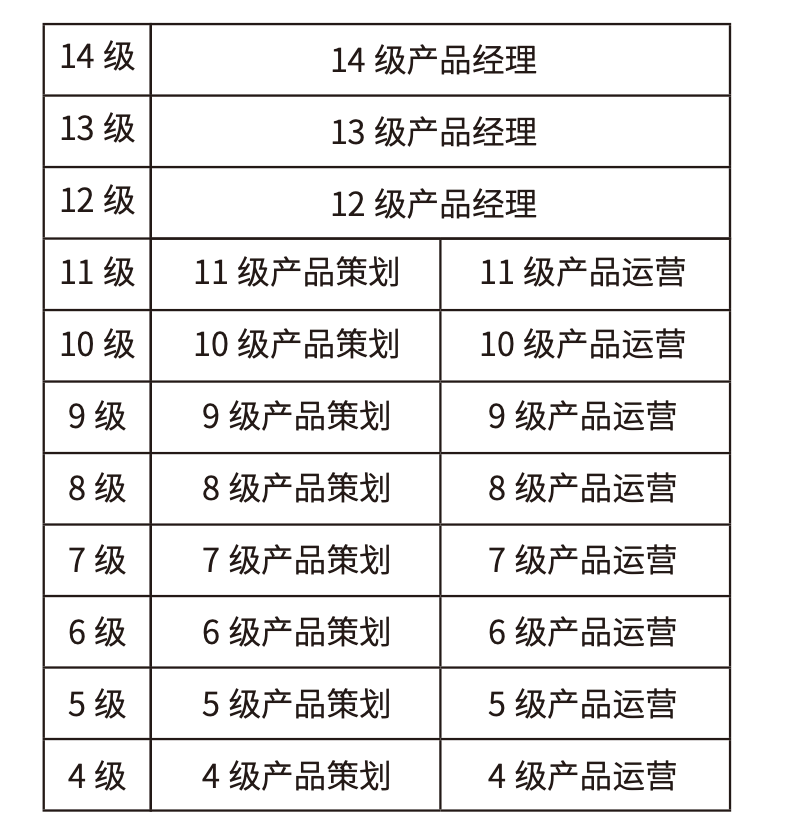 14 级 14 级产品经理
13 级 13 级产品经理
12 级 12 级产品经理
11 级 11 级产品策划 11 级产品运营
10 级 10 级产品策划 10 级产品运营
9 级 9 级产品策划 9 级产品运营
8 级 8 级产品策划 8 级产品运营
7 级 7 级产品策划 7 级产品运营
6 级 6 级产品策划 6 级产品运营
5 级 5 级产品策划 5 级产品运营
4 级 4 级产品策划 4 级产品运营